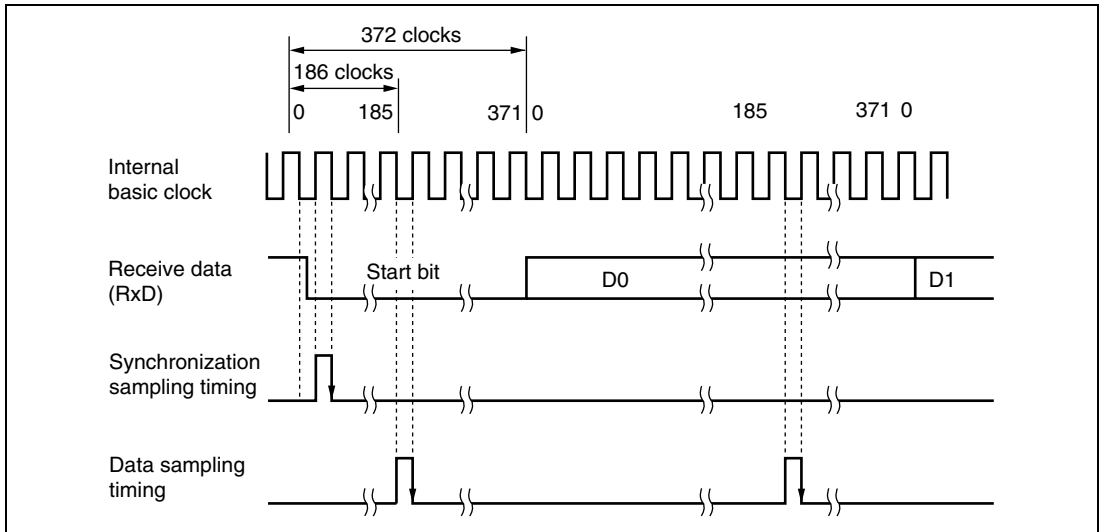 372 clocks
186 clocks
0 185 371 0 185 371 0
Internal
basic clock
Receive data
(RxD)
Start bit D0 D1
Synchronization
sampling timing
Data sampling
timing